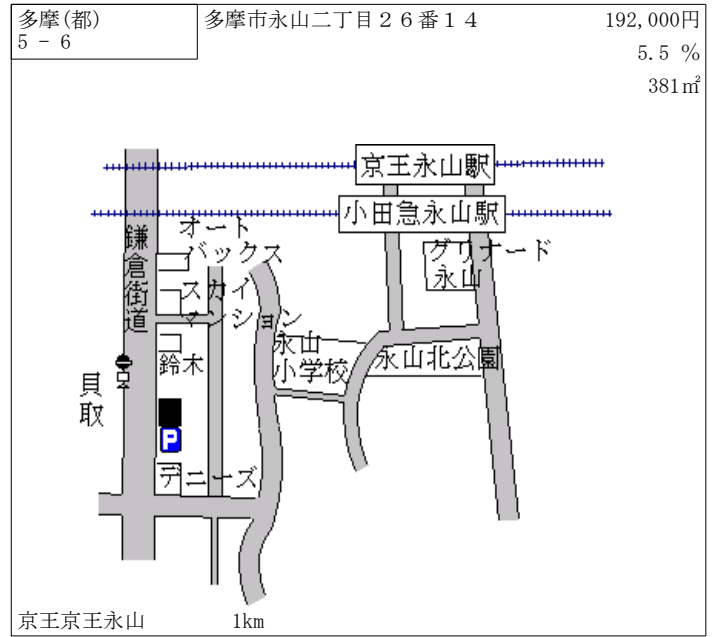 多摩(都)
5 - 6
多摩市永山二丁目２６番１４
192,000円
5.5 %
381㎡
京王永山駅
小田急永山駅
鎌倉街道
オート
バックス
グリナード
永山
スカイ
マンション
永山
小学校
永山北公園
鈴木
貝取
P
デニーズ
京王京王永山
1km